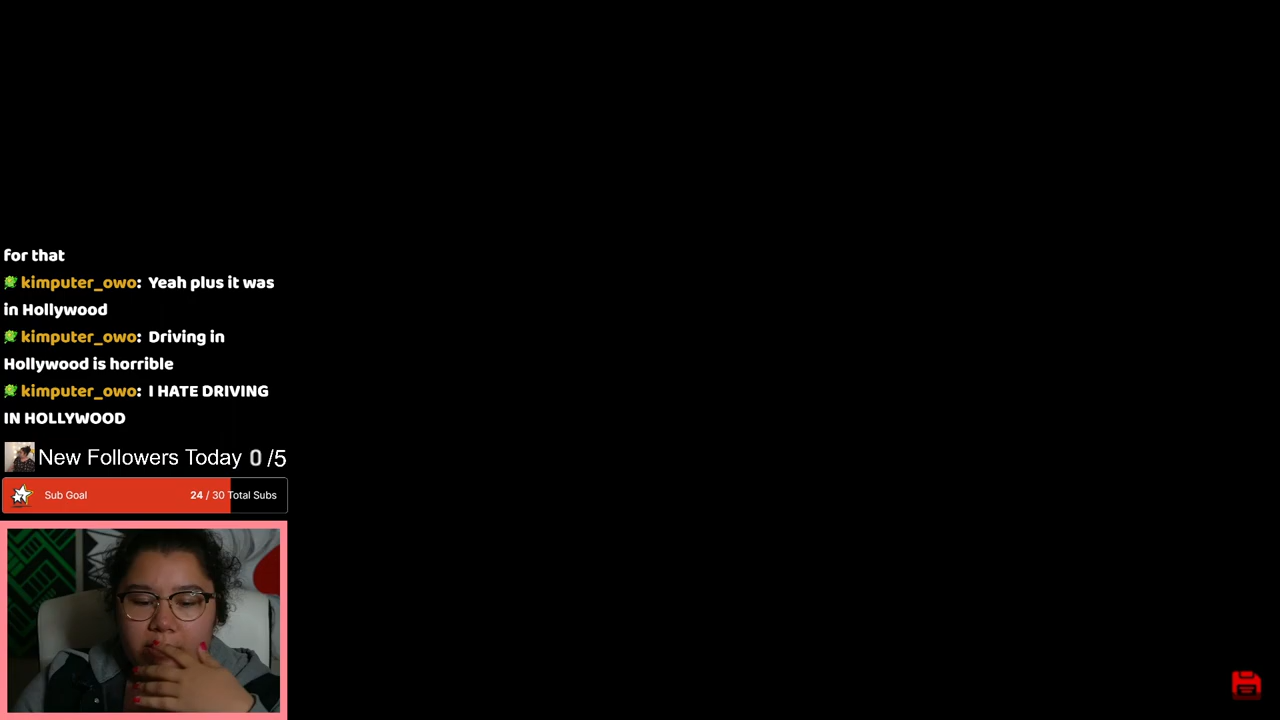 for that
kimputer_owo: Yeah plus it was
in Hollywood
kimputer_owo: Driving in
Hollywood is horrible
kimputer_owo: I HATE DRIVING
IN HOLLYWOOD
New Followers Today 0 /5
Sub Goal 24 / 30 Total Subs